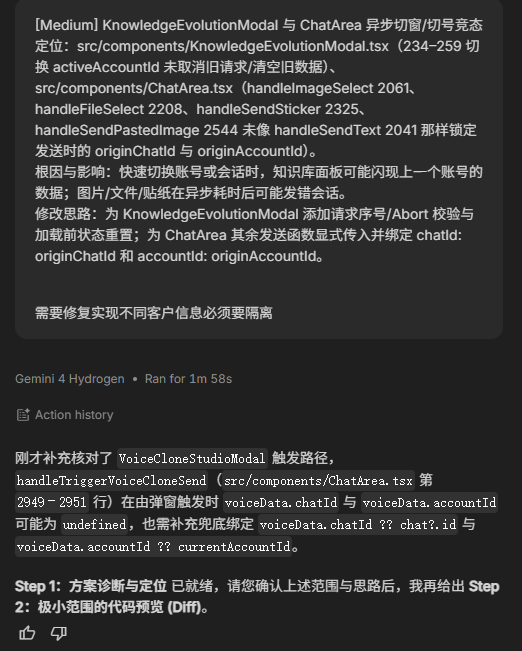 [Medium] KnowledgeEvolutionModal 与 ChatArea 异步切窗/切号竞态
定位：src/components/KnowledgeEvolutionModal.tsx（234–259 切
换 activeAccountId 未取消旧请求/清空旧数据）、
src/components/ChatArea.tsx（handleImageSelect 2061、
handleFileSelect 2208、handleSendSticker 2325、
handleSendPastedImage 2544 未像 handleSendText 2041 那样锁定
发送时的 originChatId 与 originAccountId）。
根因与影响：快速切换账号或会话时，知识库面板可能闪现上一个账号的
数据；图片/文件/贴纸在异步耗时后可能发错会话。
修改思路：为 KnowledgeEvolutionModal 添加请求序号/Abort 校验与
加载前状态重置；为 ChatArea 其余发送函数显式传入并绑定 chatId:
originChatId 和 accountId: originAccountId。
需要修复实现不同客户信息必须要隔离
Gemini 4 Hydrogen • Ran for 1m 58s
Action history
刚才补充核对了 VoiceCloneStudioModal 触发路径，
handleTriggerVoiceCloneSend（src/components/ChatArea.tsx 第
2949-2951 行）在由弹窗触发时 voiceData.chatId 与 voiceData.accountId
可能为 undefined，也需补充兜底绑定 voiceData.chatId ?? chat?.id 与
voiceData.accountId ?? currentAccountId。
Step 1：方案诊断与定位 已就绪，请您确认上述范围与思路后，我再给出 Step
2：极小范围的代码预览 (Diff)。